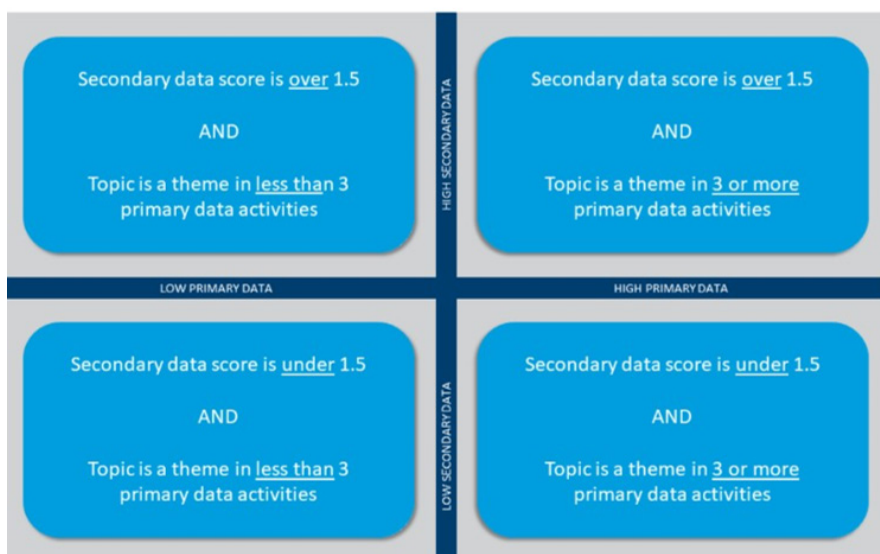 Secondary data score is over 1.5
AND
Topic is a theme in less than 3
primary data activities
HIGH SECONDARY DATA
Secondary data score is over 1.5
AND
Topic is a theme in 3 or more
primary data activities
LOW PRIMARY DATA
HIGH PRIMARY DATA
Secondary data score is under 1.5
AND
Topic is a theme in less than 3
primary data activities
LOW SECONDARY DATA
Secondary data score is under 1.5
AND
Topic is a theme in 3 or more
primary data activities